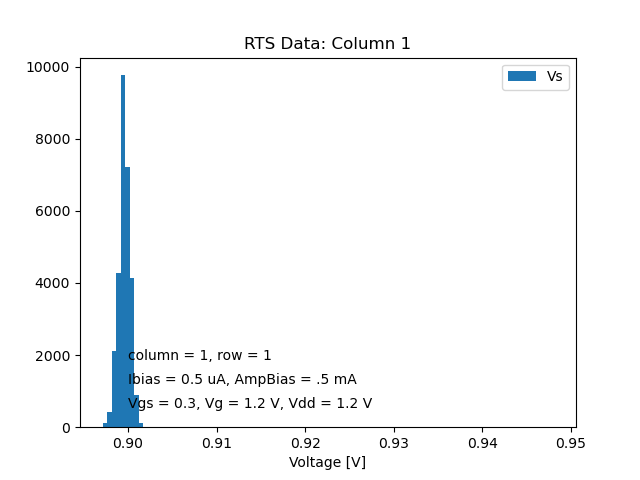 RTS Data: Column 1
Vs
10000
8000
6000
4000
2000
0
column = 1, row = 1
Ibias = 0.5 uA, AmpBias = .5 mA
Vgs = 0.3, Vg = 1.2 V, Vdd = 1.2 V
0.90 0.91 0.92 0.93 0.94 0.95
Voltage [V]